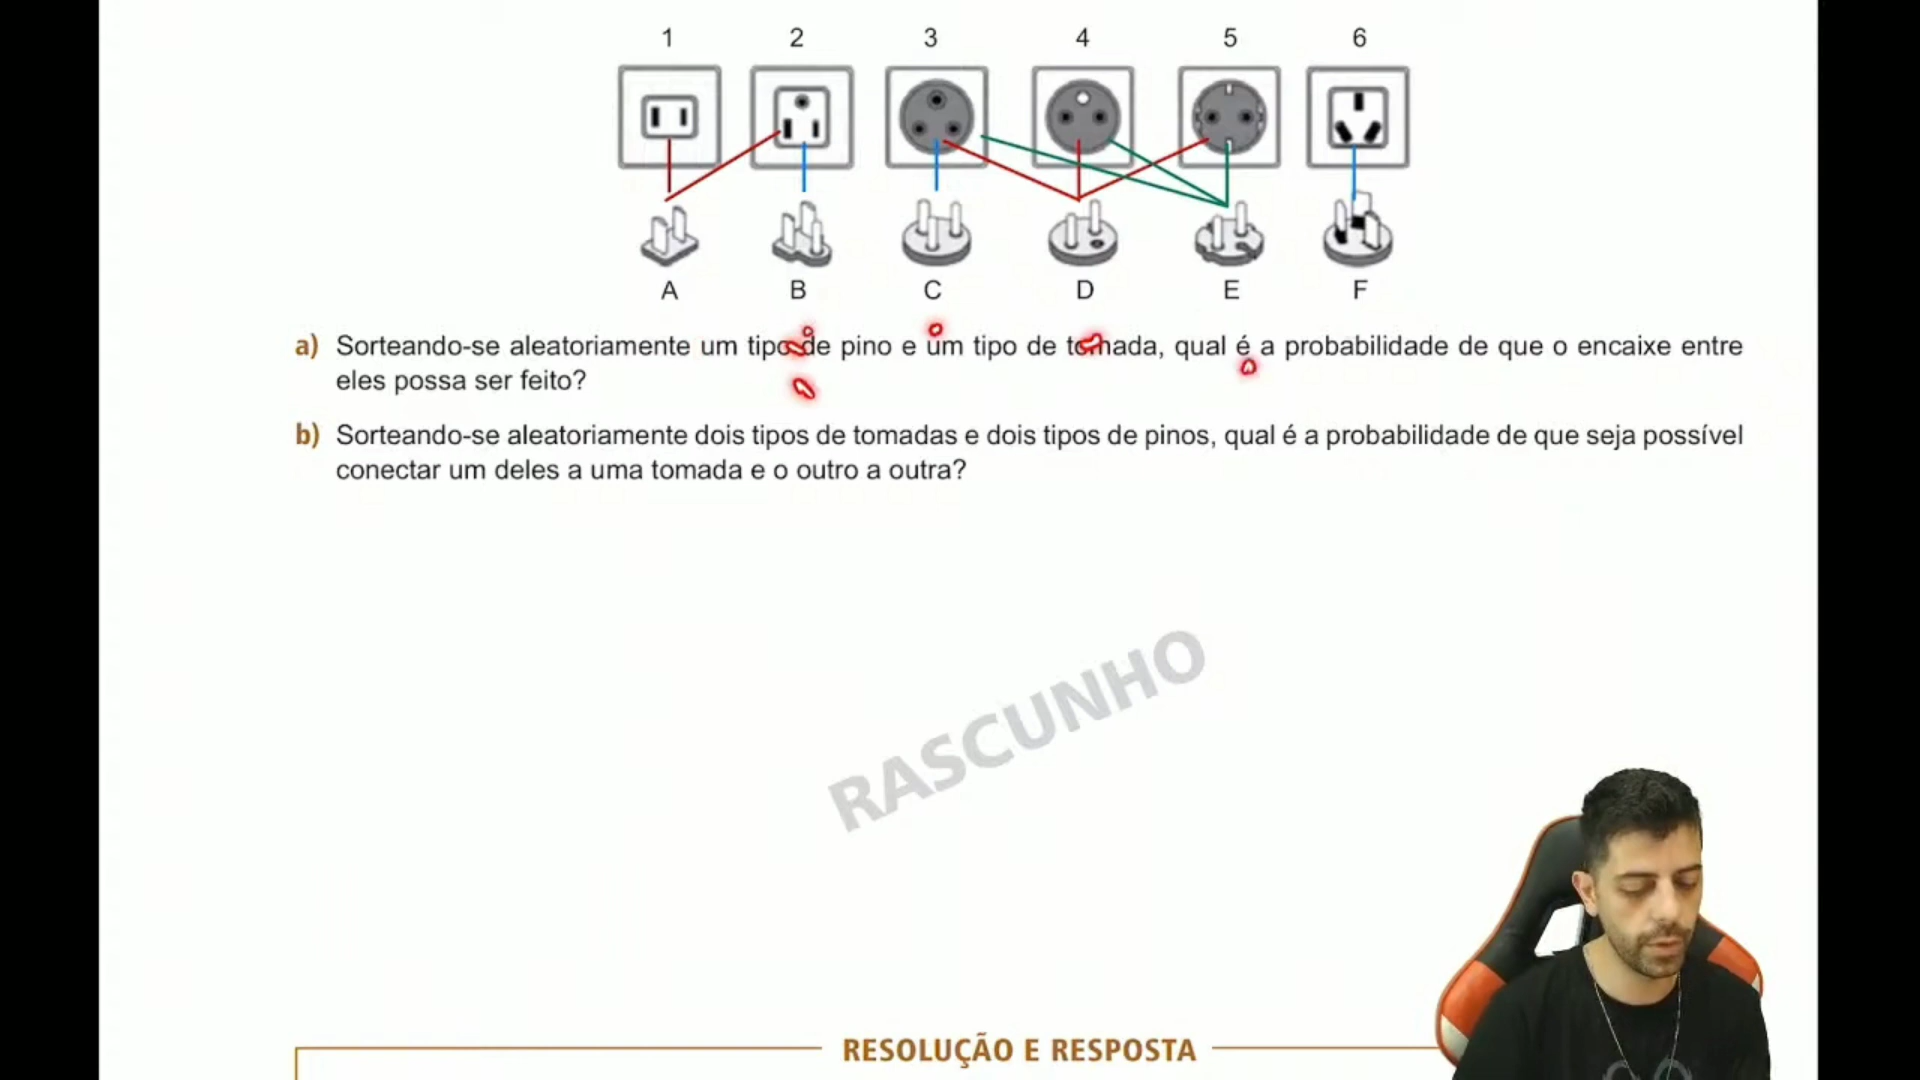 1 2 3 4 5 6
A B C D E F
a) Sorteando-se aleatoriamente um tipo de pino e um tipo de tomada, qual é a probabilidade de que o encaixe entre
eles possa ser feito?
b) Sorteando-se aleatoriamente dois tipos de tomadas e dois tipos de pinos, qual é a probabilidade de que seja possível
conectar um deles a uma tomada e o outro a outra?
RASCUNHO
RESOLUÇÃO E RESPOSTA